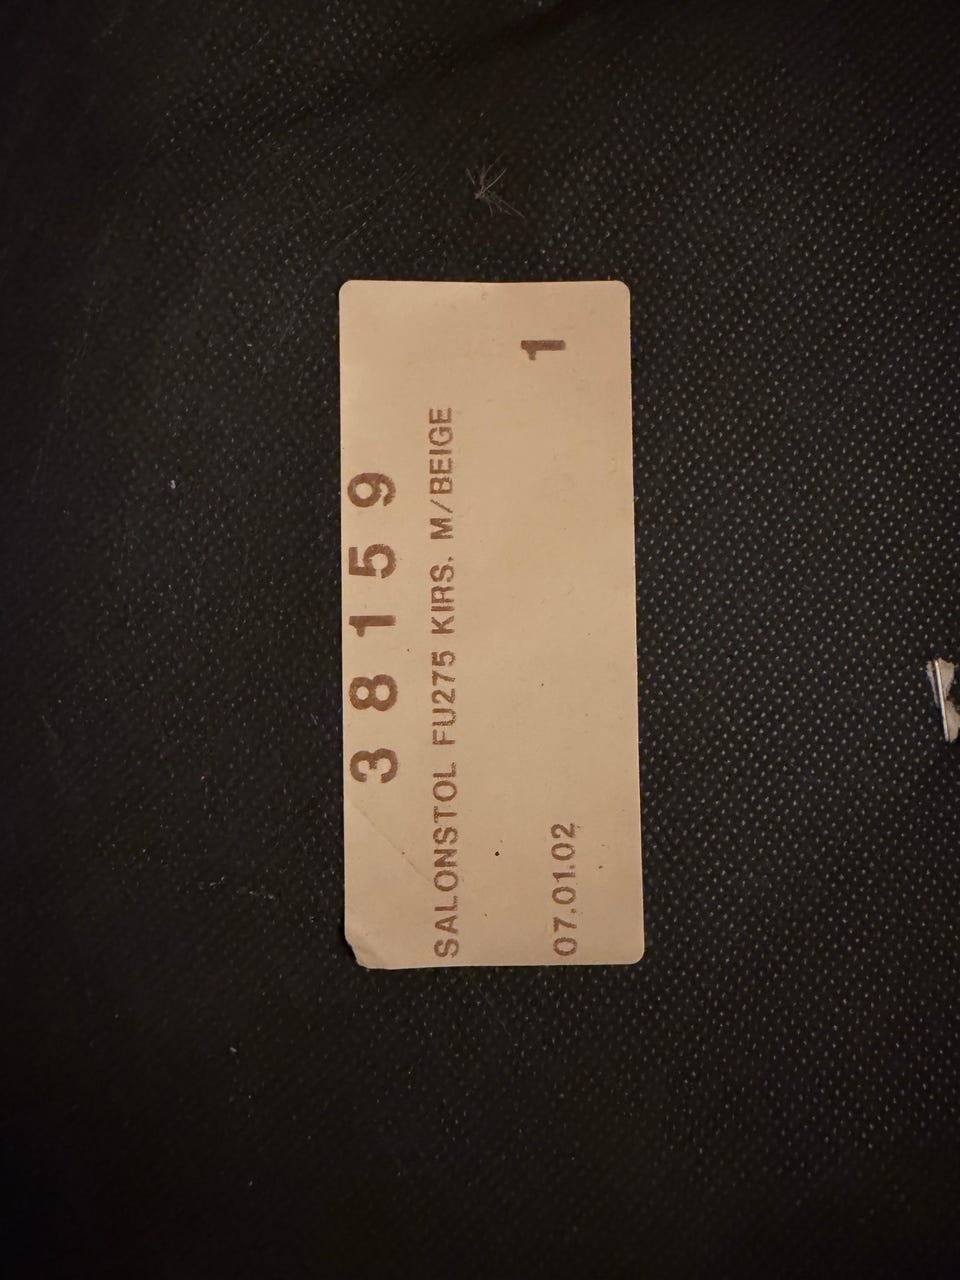 38159
SALONSTOL FU275 KIRS. M/BEIGE
1
07.01.02